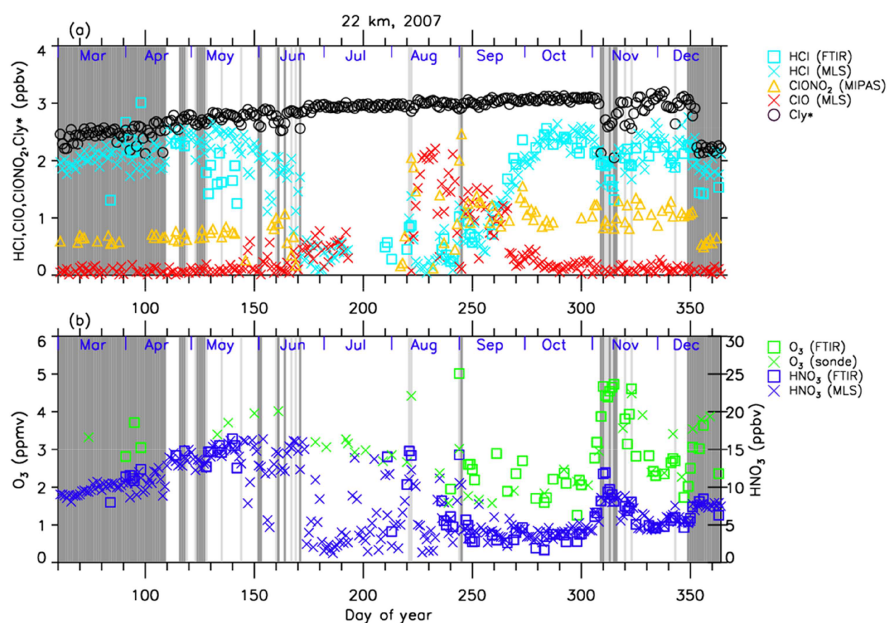 22 km, 2007
(a)
Mar Apr May Jun Jul Aug Sep Oct Nov Dec
HCl,ClO,ClONO2,Cly* (ppbv)
4
3
2
1
0
100 150 200 250 300 350
HCl (FTIR)
HCl (MLS)
ClONO2 (MIPAS)
ClO (MLS)
Cly*
(b)
Mar Apr May Jun Jul Aug Sep Oct Nov Dec
O3 (ppmv)
6
5
4
3
2
1
0
30
25
20
15
10
5
0
HNO3 (ppbv)
100 150 200 250 300 350
Day of year
O3 (FTIR)
O3 (sonde)
HNO3 (FTIR)
HNO3 (MLS)